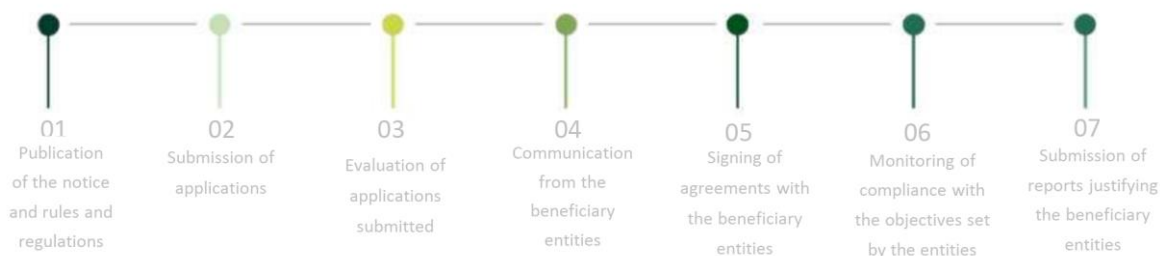 01
Publication
of the notice
and rules and
regulations
02
Submission of
applications
03
Evaluation of
applications
submitted
04
Communication
from the
beneficiary
entities
05
Signing of
agreements with
the beneficiary
entities
06
Monitoring of
compliance with
the objectives set
by the entities
07
Submission of
reports justifying
the beneficiary
entities